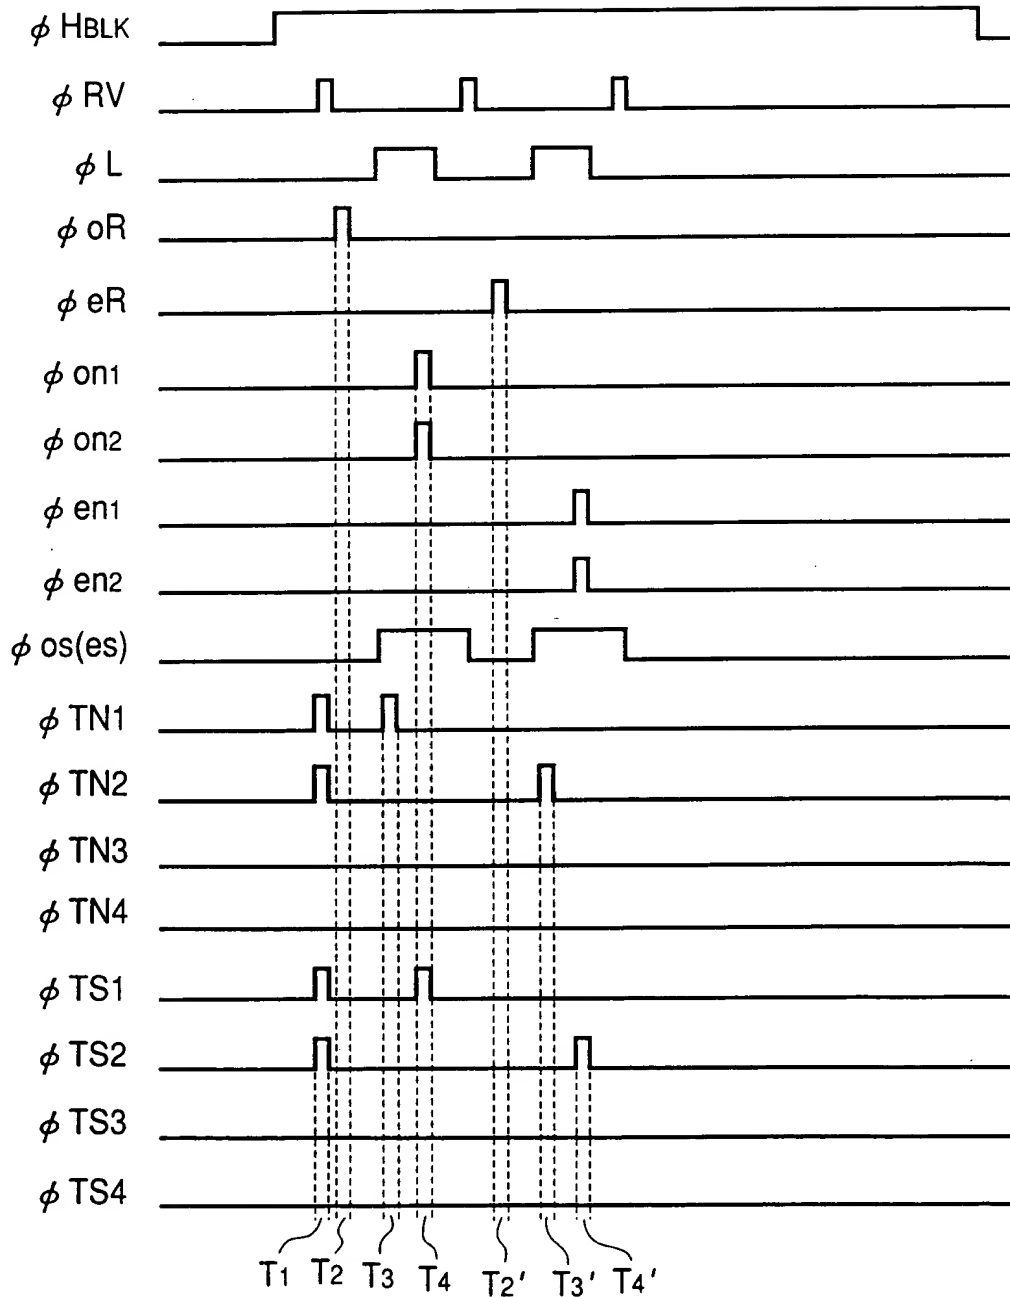 ϕ HBLK
ϕ RV
ϕ L
ϕ oR
ϕ eR
ϕ on1
ϕ on2
ϕ en1
ϕ en2
ϕ os(es)
ϕ TN1
ϕ TN2
ϕ TN3
ϕ TN4
ϕ TS1
ϕ TS2
ϕ TS3
ϕ TS4
T1 T2 T3 T4 T2' T3' T4'